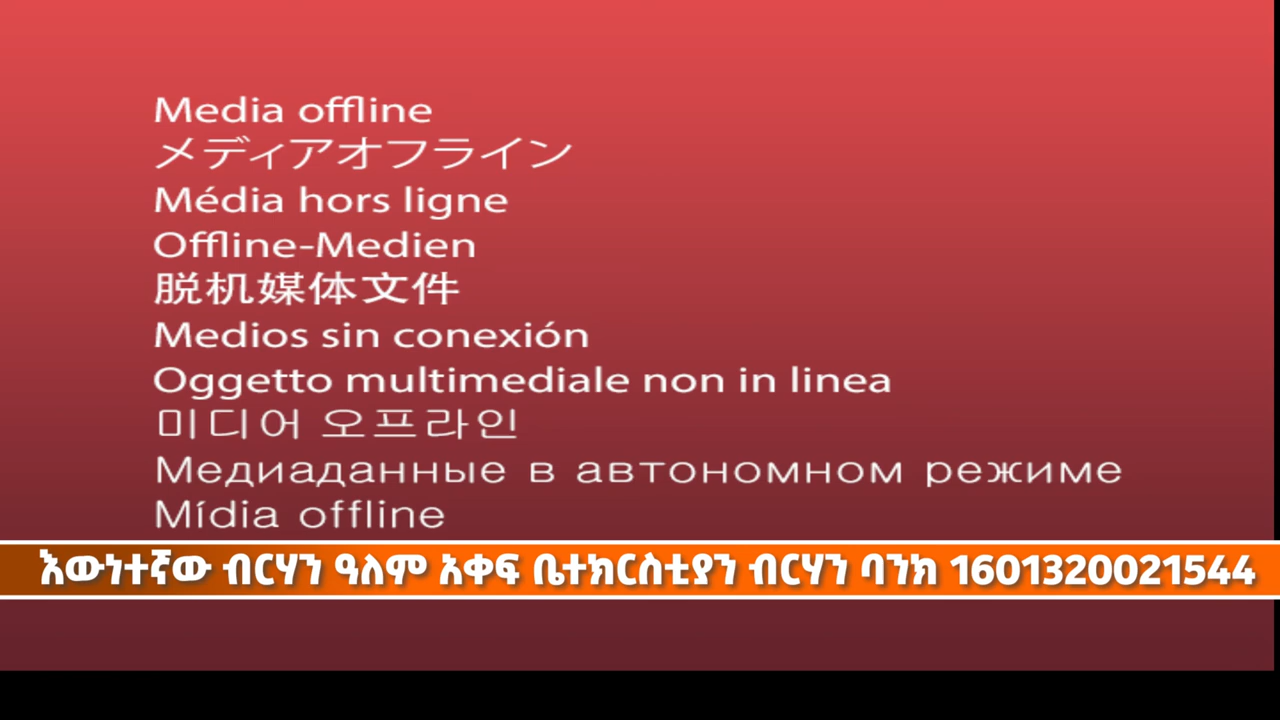 Media offline
メディアオフライン
Média hors ligne
Offline-Medien
脱机媒体文件
Medios sin conexión
Oggetto multimediale non in linea
미디어 오프라인
Медиаданные в автономном режиме
Mídia offline
እውነተኛው ብርሃን ዓለም አቀፍ ቤተክርስቲያን ብርሃን ባንክ 1601320021544